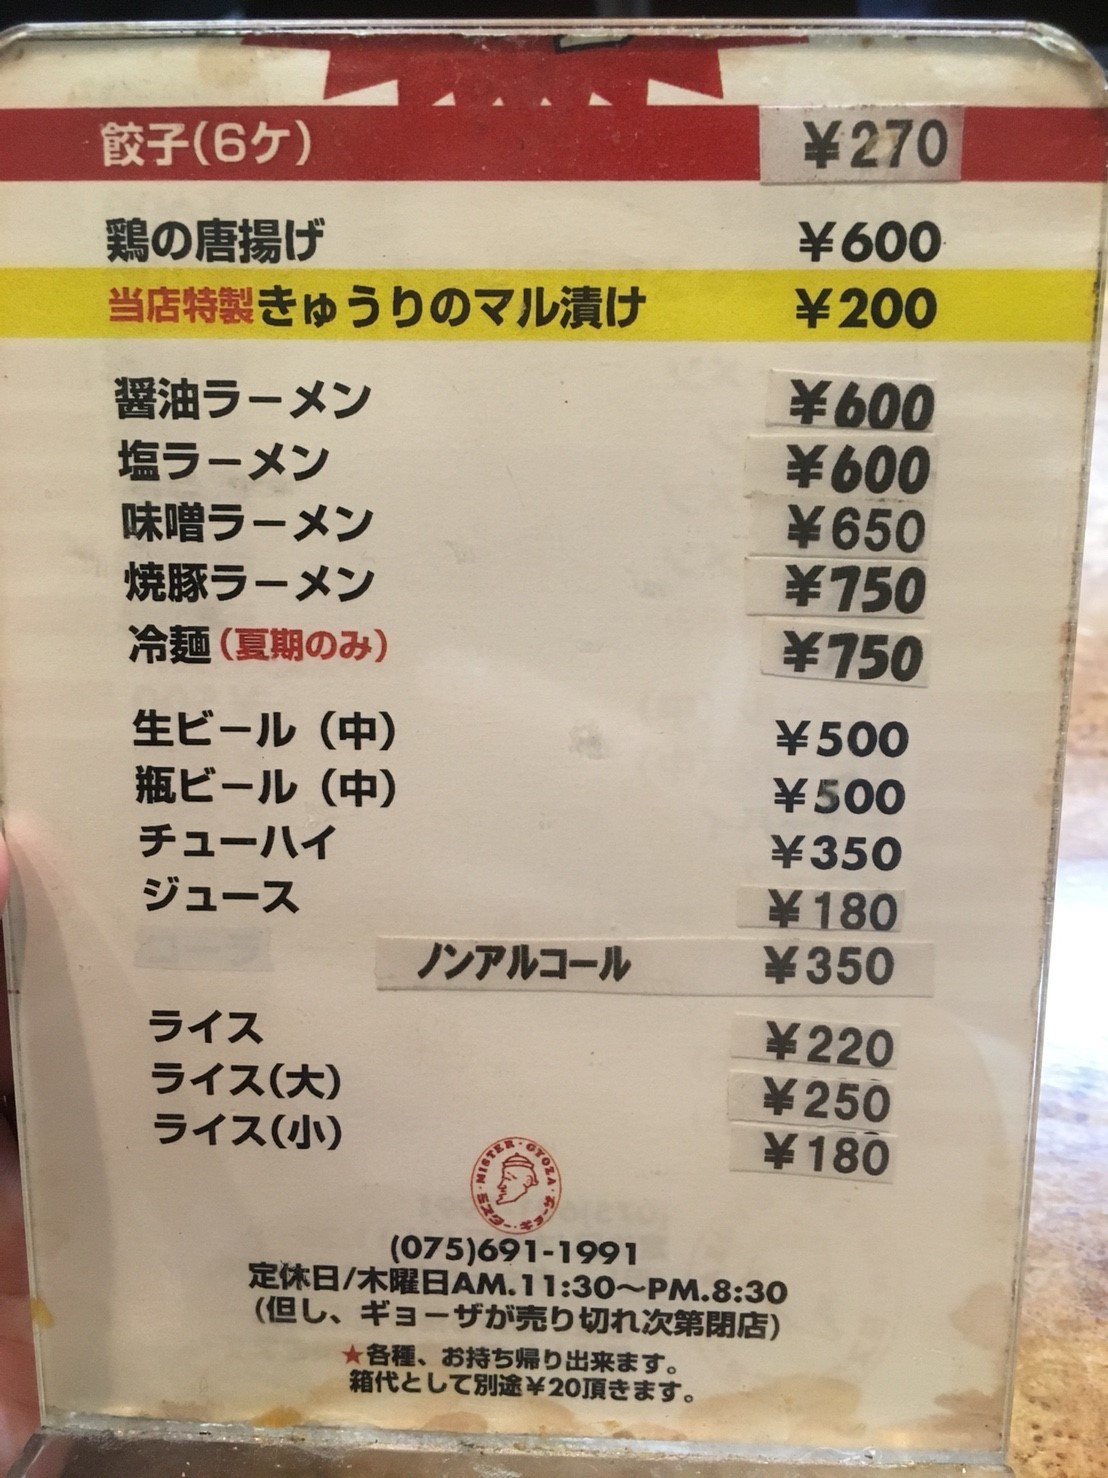 餃子(6ケ) ¥270
鶏の唐揚げ ¥600
当店特製きゅうりのマル漬け ¥200
醤油ラーメン ¥600
塩ラーメン ¥600
味噌ラーメン ¥650
焼豚ラーメン ¥750
冷麺(夏期のみ) ¥750
生ビール(中) ¥500
瓶ビール(中) ¥500
チューハイ ¥350
ジュース ¥180
ノンアルコール ¥350
ライス ¥220
ライス(大) ¥250
ライス(小) ¥180
MISTER・GYOZA
(075)691-1991
定休日/木曜日AM.11:30〜PM.8:30
(但し、ギョーザが売り切れ次第閉店)
★各種、お持ち帰り出来ます。
箱代として別途¥20頂きます。